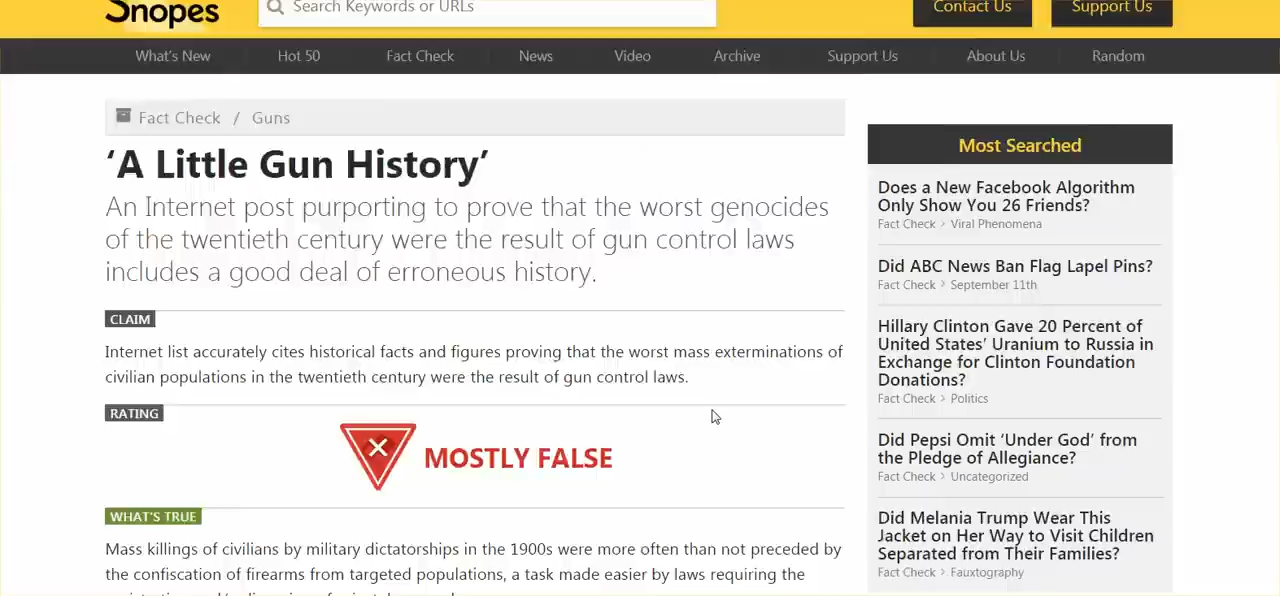 Snopes
Search Keywords or URLs
Contact Us
Support Us
What's New
Hot 50
Fact Check
News
Video
Archive
Support Us
About Us
Random
Fact Check / Guns
‘A Little Gun History’
An Internet post purporting to prove that the worst genocides
of the twentieth century were the result of gun control laws
includes a good deal of erroneous history.
CLAIM
Internet list accurately cites historical facts and figures proving that the worst mass exterminations of
civilian populations in the twentieth century were the result of gun control laws.
RATING
MOSTLY FALSE
WHAT'S TRUE
Mass killings of civilians by military dictatorships in the 1900s were more often than not preceded by
the confiscation of firearms from targeted populations, a task made easier by laws requiring the
Most Searched
Does a New Facebook Algorithm
Only Show You 26 Friends?
Fact Check > Viral Phenomena
Did ABC News Ban Flag Lapel Pins?
Fact Check > September 11th
Hillary Clinton Gave 20 Percent of
United States’ Uranium to Russia in
Exchange for Clinton Foundation
Donations?
Fact Check > Politics
Did Pepsi Omit ‘Under God’ from
the Pledge of Allegiance?
Fact Check > Uncategorized
Did Melania Trump Wear This
Jacket on Her Way to Visit Children
Separated from Their Families?
Fact Check > Fauxtography